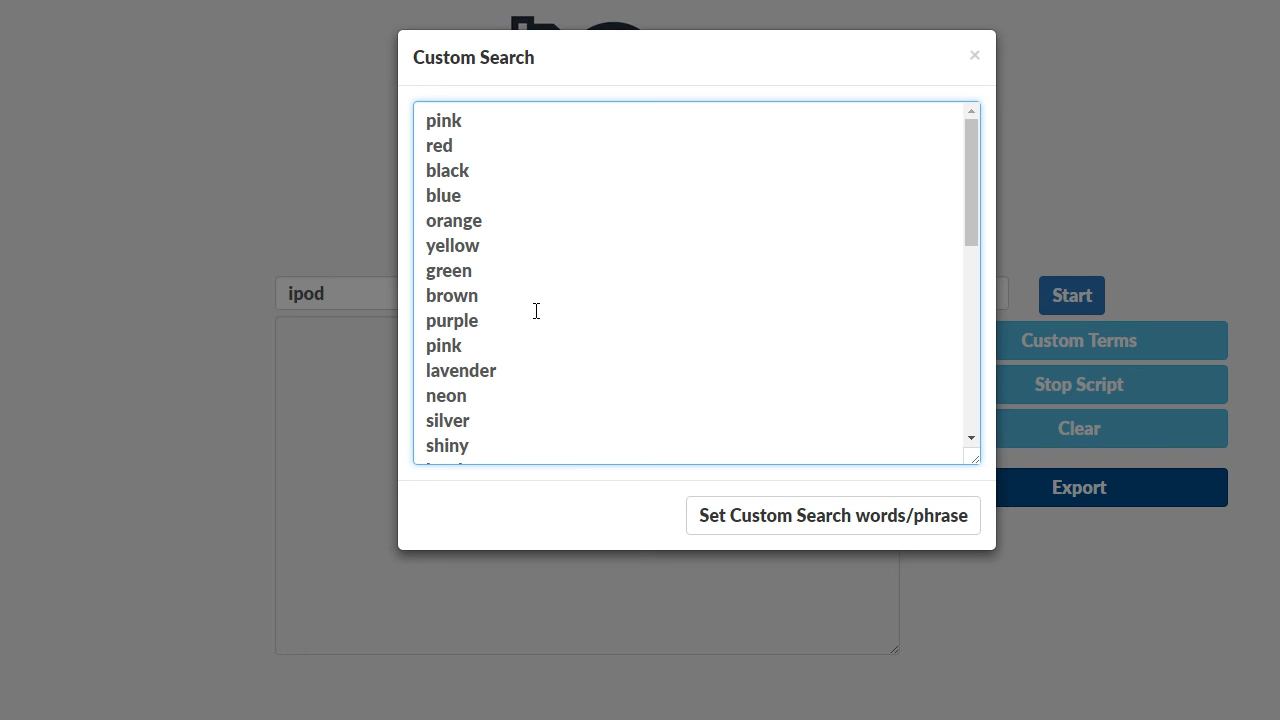 Custom Search
×
pink
red
black
blue
orange
yellow
green
brown
purple
pink
lavender
neon
silver
shiny
ipod
Start
Custom Terms
Stop Script
Clear
Export
Set Custom Search words/phrase